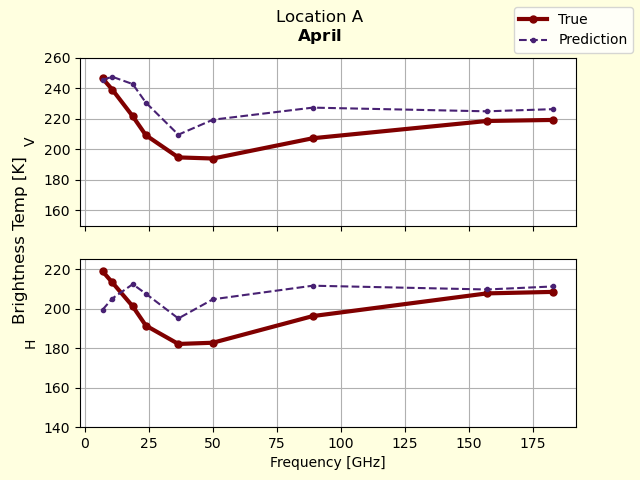 Location A
April
True
Prediction
Brightness Temp [K]
V
260
240
220
200
180
160
H
220
200
180
160
140
0 25 50 75 100 125 150 175
Frequency [GHz]